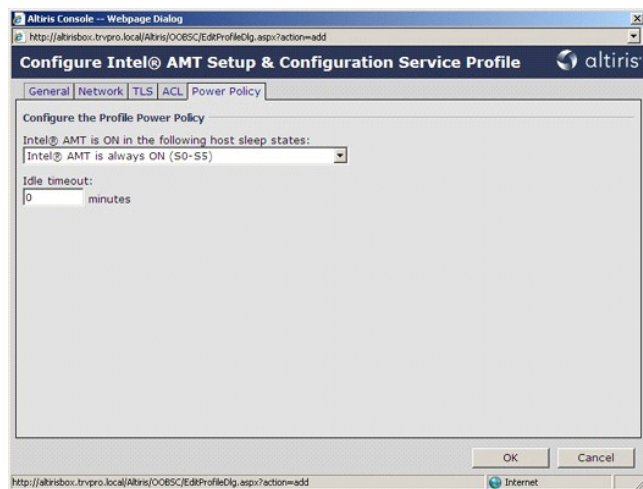 Altiris Console -- Webpage Dialog
http://altirisbox.trvpro.local/Altiris/OOBSC/EditProfileDlg.aspx?action=add
Configure Intel® AMT Setup & Configuration Service Profile
altiris
General Network TLS ACL Power Policy
Configure the Profile Power Policy
Intel® AMT is ON in the following host sleep states:
Intel® AMT is always ON (S0-S5)
Idle timeout:
0 minutes
OK Cancel
http://altirisbox.trvpro.local/Altiris/OOBSC/EditProfileDlg.aspx?action=add Internet